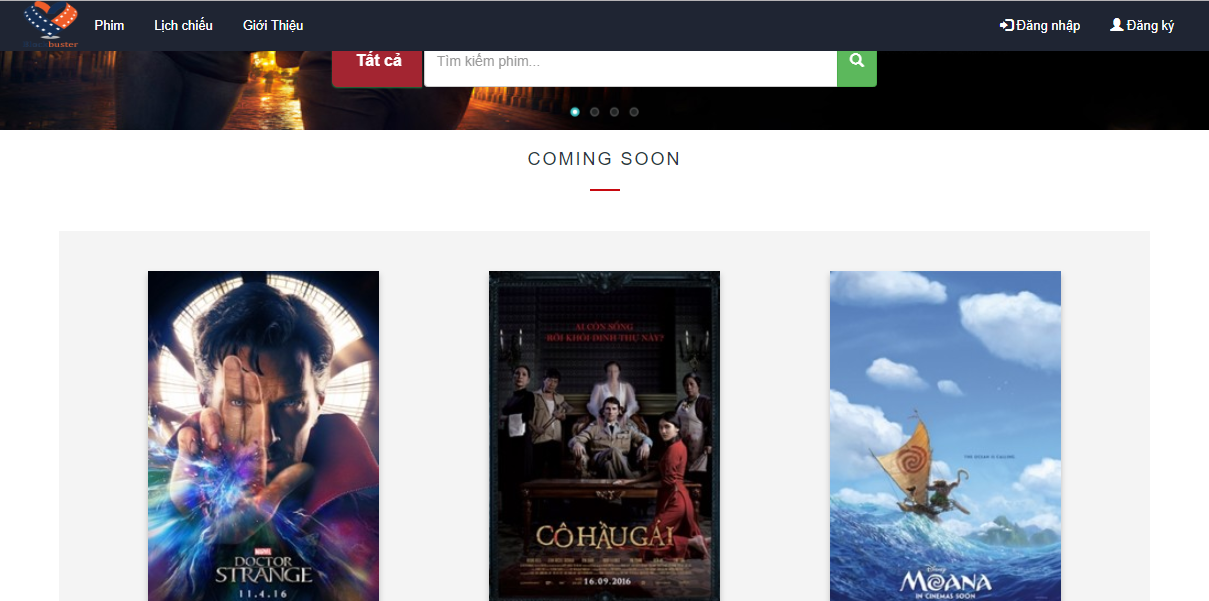 Phim
Lịch chiếu
Giới Thiệu
Đăng nhập
Đăng ký
buster
Tất cả
Tìm kiếm phim...
COMING SOON
MARVEL
DOCTOR
STRANGE
11.4.16
AI CÒN SỐNG
RỜI KHỎI DINH THỰ NÀY?
CÔ HẦU GÁI
16.09.2016
THE OCEAN IS CALLING
Disney
MOANA
IN CINEMAS SOON